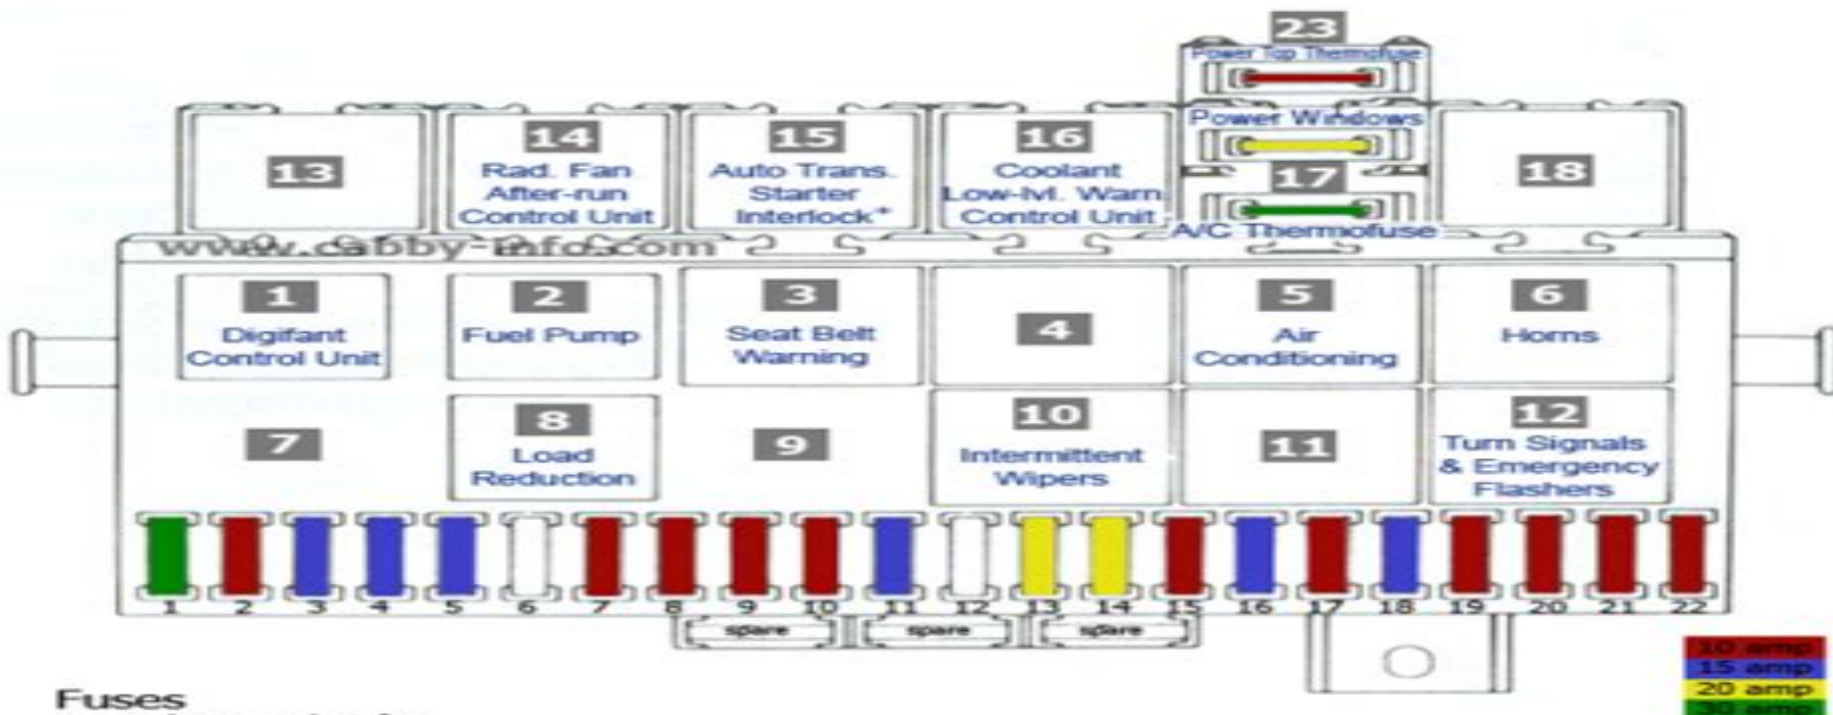 23
Power Top Thermofuse
Power Windows
17
A/C Thermofuse
13
14
Rad. Fan
After-run
Control Unit
15
Auto Trans.
Starter
Interlock*
16
Coolant
Low-lvl. Warn.
Control Unit
18
www.cabby-info.com
1
Digifant
Control Unit
2
Fuel Pump
3
Seat Belt
Warning
4
5
Air
Conditioning
6
Horns
7
8
Load
Reduction
9
10
Intermittent
Wipers
11
12
Turn Signals
& Emergency
Flashers
1 2 3 4 5 6 7 8 9 10 11 12 13 14 15 16 17 18 19 20 21 22
spare spare spare
10 amp
15 amp
20 amp
30 amp
Fuses